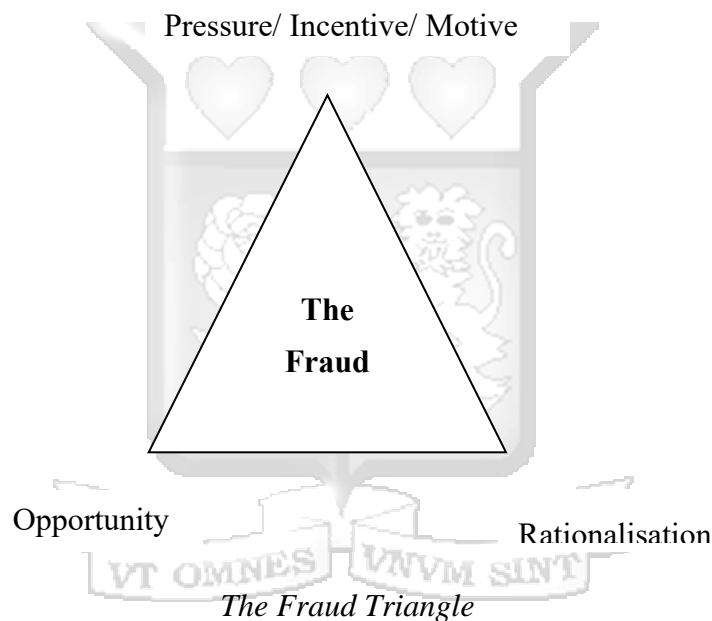 Pressure/ Incentive/ Motive
The
Fraud
Opportunity
Rationalisation
VT OMNES VNVM SINT
The Fraud Triangle